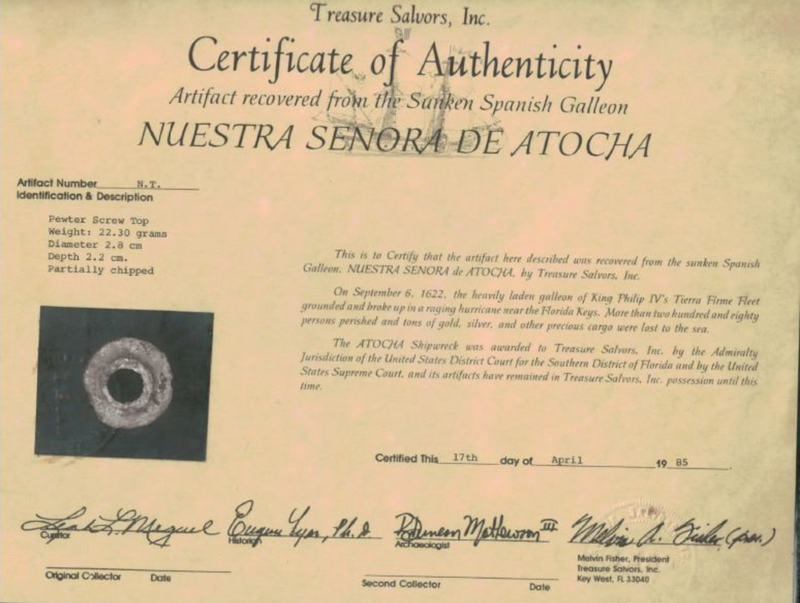 Treasure Salvors, Inc.
Certificate of Authenticity
Artifact recovered from the Sunken Spanish Galleon
NUESTRA SENORA DE ATOCHA
Artifact Number N.T.
Identification & Description
Pewter Screw Top
Weight: 22.30 grams
Diameter 2.8 cm
Depth 2.2 cm.
Partially chipped
This is to Certify that the artifact here described was recovered from the sunken Spanish
Galleon, NUESTRA SENORA de ATOCHA, by Treasure Salvors, Inc.
On September 6, 1622, the heavily laden galleon of King Philip IV's Tierra Firme Fleet
grounded and broke up in a raging hurricane near the Florida Keys. More than two hundred and eighty
persons perished and tons of gold, silver, and other precious cargo were lost to the sea.
The ATOCHA Shipwreck was awarded to Treasure Salvors, Inc. by the Admiralty
Jurisdiction of the United States District Court for the Southern District of Florida and by the United
States Supreme Court, and its artifacts have remained in Treasure Salvors, Inc. possession until this
time.
Certified This 17th day of April 19 85
Eugene Lyon, Ph.D. R. Duncan Mathewson III Melvin A. Fisher (pres.)
Curator Historian Archaeologist
Melvin Fisher, President
Treasure Salvors, Inc.
Key West, FL 33040
Original Collector Date
Second Collector Date